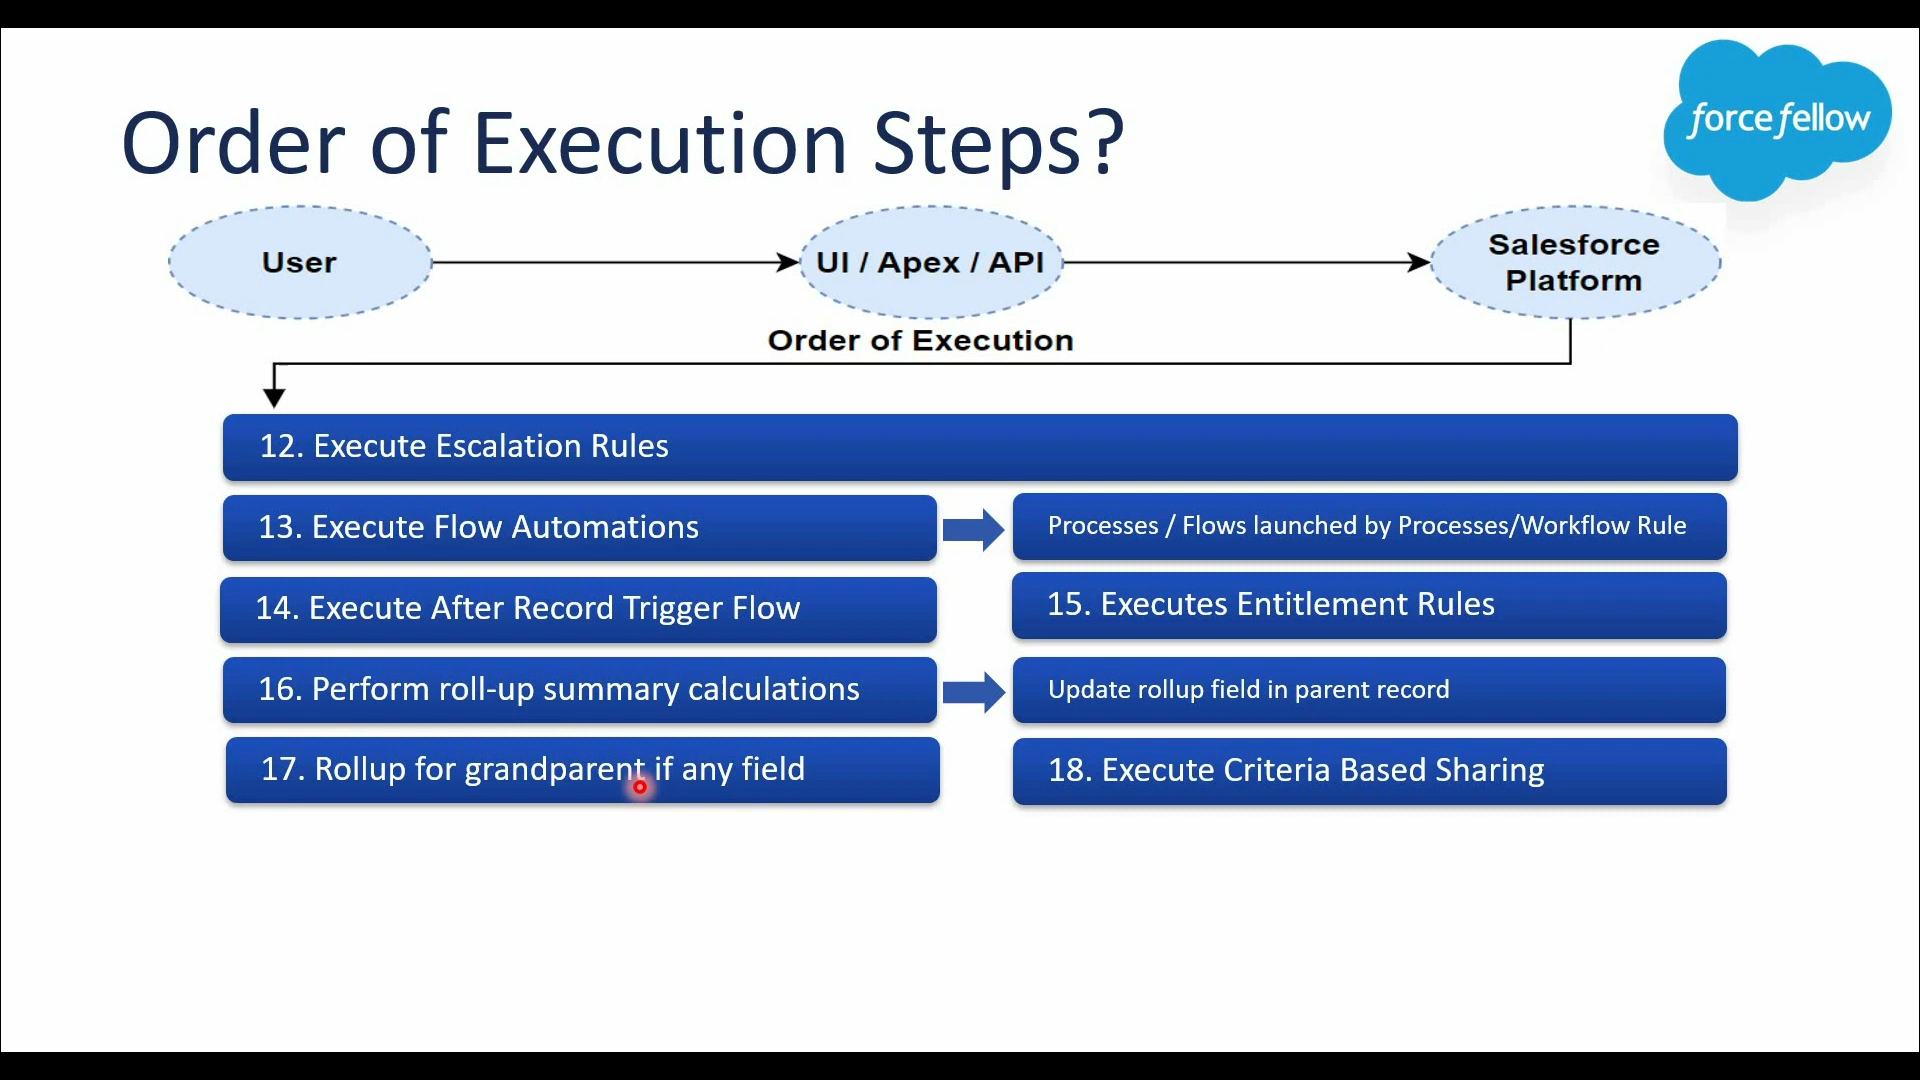 Order of Execution Steps?
force fellow
User
UI / Apex / API
Salesforce
Platform
Order of Execution
12. Execute Escalation Rules
13. Execute Flow Automations
Processes / Flows launched by Processes/Workflow Rule
14. Execute After Record Trigger Flow
15. Executes Entitlement Rules
16. Perform roll-up summary calculations
Update rollup field in parent record
17. Rollup for grandparent if any field
18. Execute Criteria Based Sharing